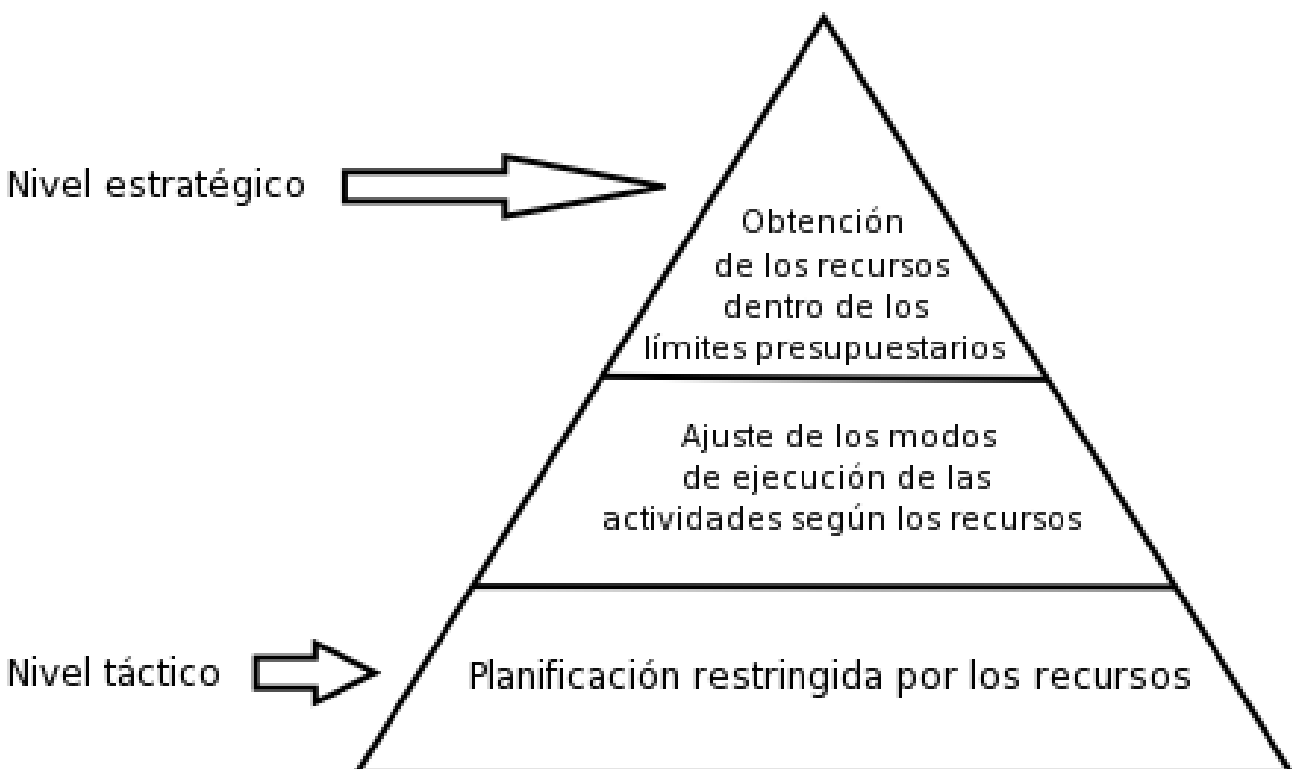 Nivel estratégico
Obtención
de los recursos
dentro de los
límites presupuestarios
Ajuste de los modos
de ejecución de las
actividades según los recursos
Nivel táctico
Planificación restringida por los recursos